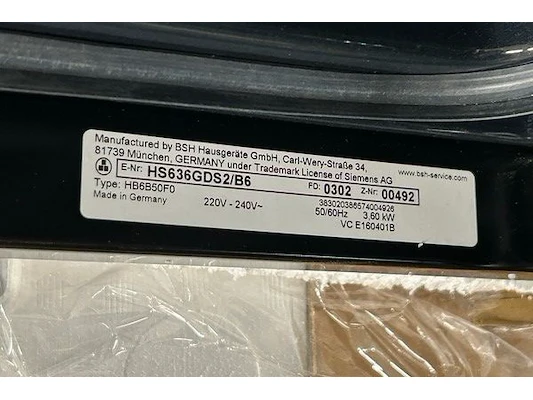 Manufactured by BSH Hausgeräte GmbH, Carl-Wery-Straße 34,
81739 München, GERMANY under Trademark License of Siemens AG
www.bsh-service.com
E-Nr: HS636GDS2/B6 FD: 0302 Z-Nr: 00492
Type: HB6B50F0 383020386574004926
Made in Germany 220V - 240V~ 50/60Hz 3,60 kW
VC E160401B